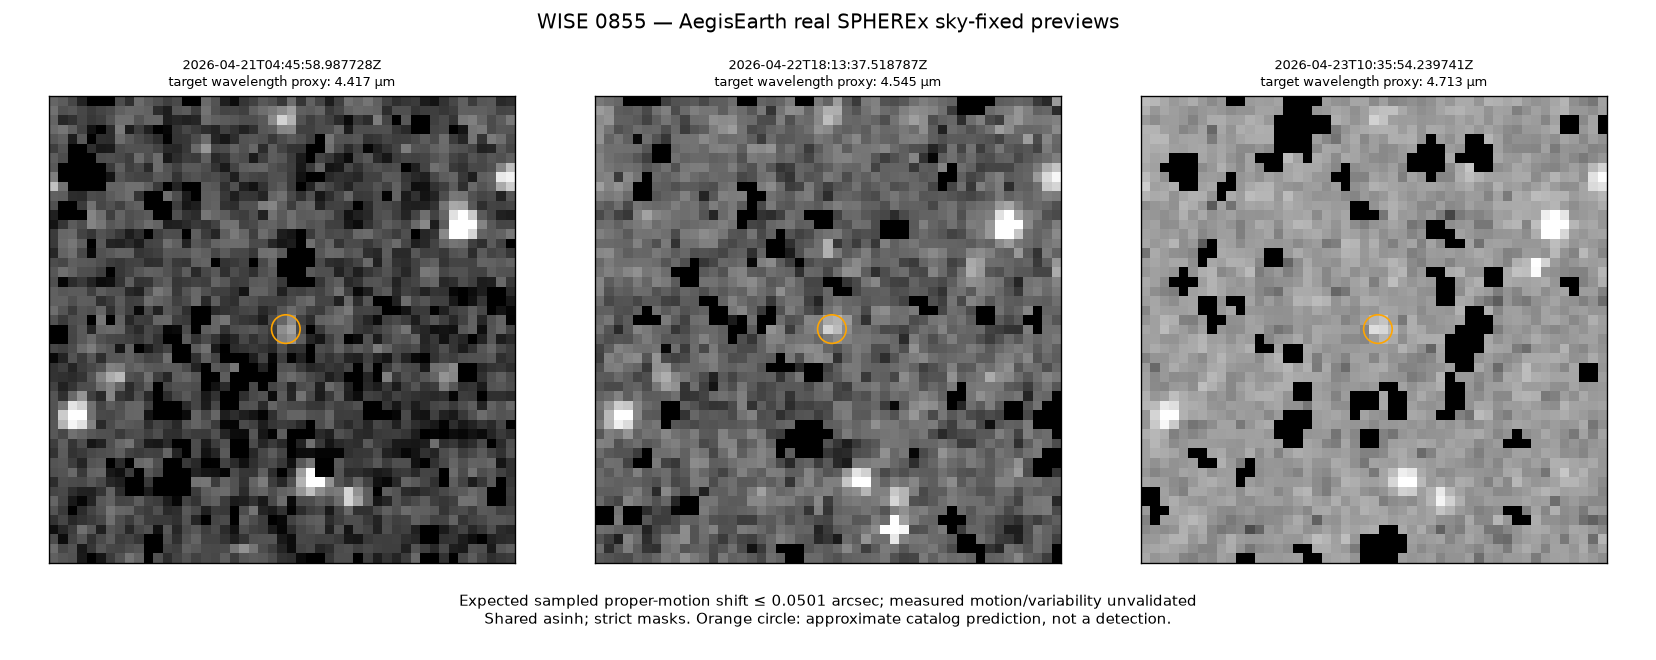 WISE 0855 — AegisEarth real SPHEREx sky-fixed previews
2026-04-21T04:45:58.987728Z
target wavelength proxy: 4.417 μm
2026-04-22T18:13:37.518787Z
target wavelength proxy: 4.545 μm
2026-04-23T10:35:54.239741Z
target wavelength proxy: 4.713 μm
Expected sampled proper-motion shift ≤ 0.0501 arcsec; measured motion/variability unvalidated
Shared asinh; strict masks. Orange circle: approximate catalog prediction, not a detection.